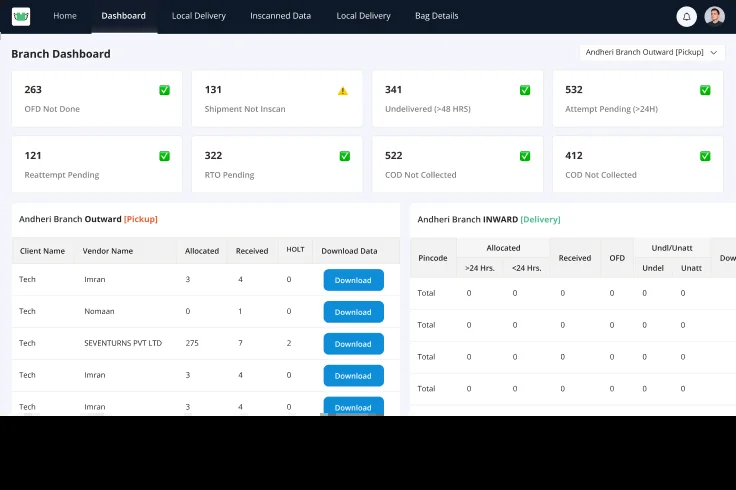 Home Dashboard Local Delivery Inscanned Data Local Delivery Bag Details
Branch Dashboard
Andheri Branch Outward [Pickup]
263
OFD Not Done
131
Shipment Not Inscan
341
Undelivered (>48 HRS)
532
Attempt Pending (>24H)
121
Reattempt Pending
322
RTO Pending
522
COD Not Collected
412
COD Not Collected
Andheri Branch Outward [Pickup]
Client Name Vendor Name Allocated Received HOLT Download Data
Tech Imran 3 4 0 Download
Tech Nomaan 0 1 0 Download
Tech SEVENTURNS PVT LTD 275 7 2 Download
Tech Imran 3 4 0 Download
Tech Imran 3 4 0 Download
Andheri Branch INWARD [Delivery]
Pincode Allocated Received OFD Undl/Unatt Dow
>24 Hrs. <24 Hrs. Undel Unatt
Total 0 0 0 0 0 0
Total 0 0 0 0 0 0
Total 0 0 0 0 0 0
Total 0 0 0 0 0 0